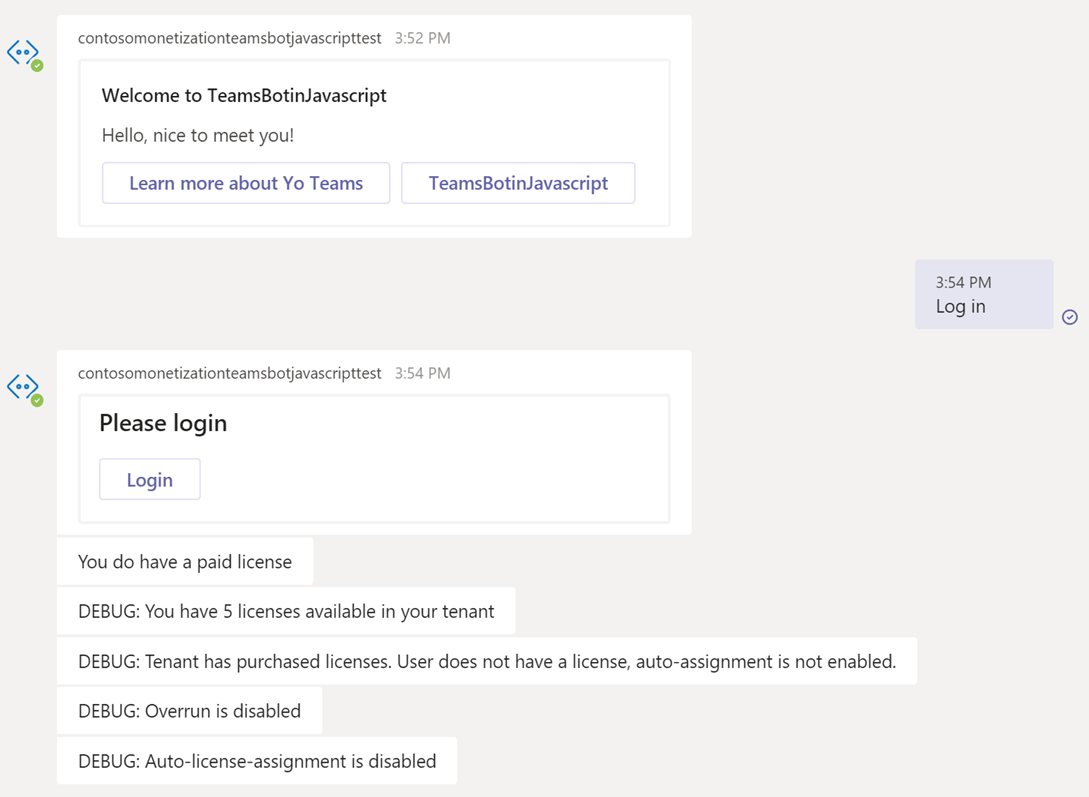 contosomonetizationteamsbotjavascripttest 3:52 PM
Welcome to TeamsBotinJavascript
Hello, nice to meet you!
Learn more about Yo Teams TeamsBotinJavascript
3:54 PM
Log in
contosomonetizationteamsbotjavascripttest 3:54 PM
Please login
Login
You do have a paid license
DEBUG: You have 5 licenses available in your tenant
DEBUG: Tenant has purchased licenses. User does not have a license, auto-assignment is not enabled.
DEBUG: Overrun is disabled
DEBUG: Auto-license-assignment is disabled